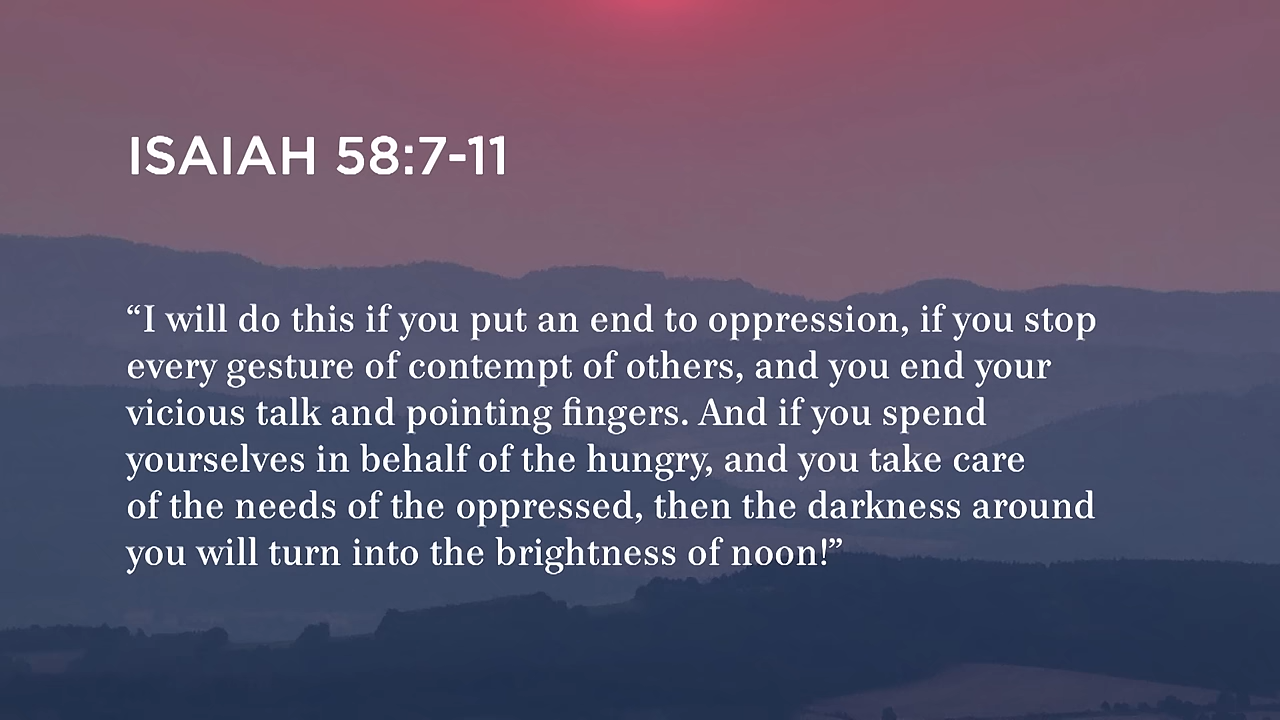 ISAIAH 58:7-11
“I will do this if you put an end to oppression, if you stop
every gesture of contempt of others, and you end your
vicious talk and pointing fingers. And if you spend
yourselves in behalf of the hungry, and you take care
of the needs of the oppressed, then the darkness around
you will turn into the brightness of noon!”